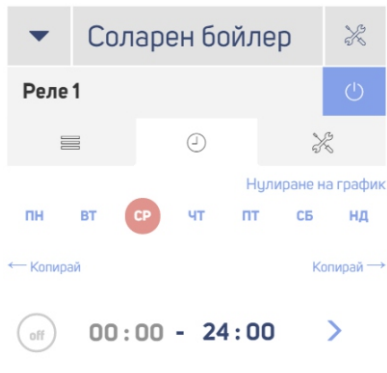 Соларен бойлер
Реле 1
Нулиране на график
ПН ВТ СР ЧТ ПТ СБ НД
← Копирай Копирай →
off 00:00 - 24:00 >